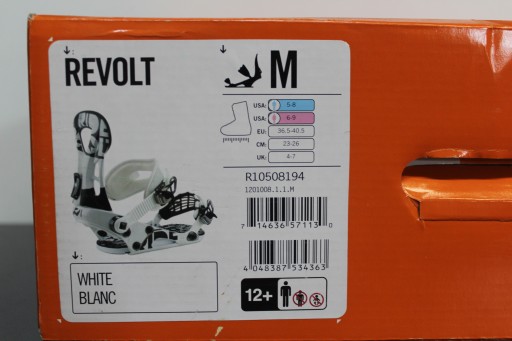 REVOLT
M
USA: 5-8
USA: 6-9
EU: 36.5-40.5
CM: 23-26
UK: 4-7
R10508194
1201008.1.1.M
7 14636 57113 0
4 048387 534363
WHITE
BLANC
12+